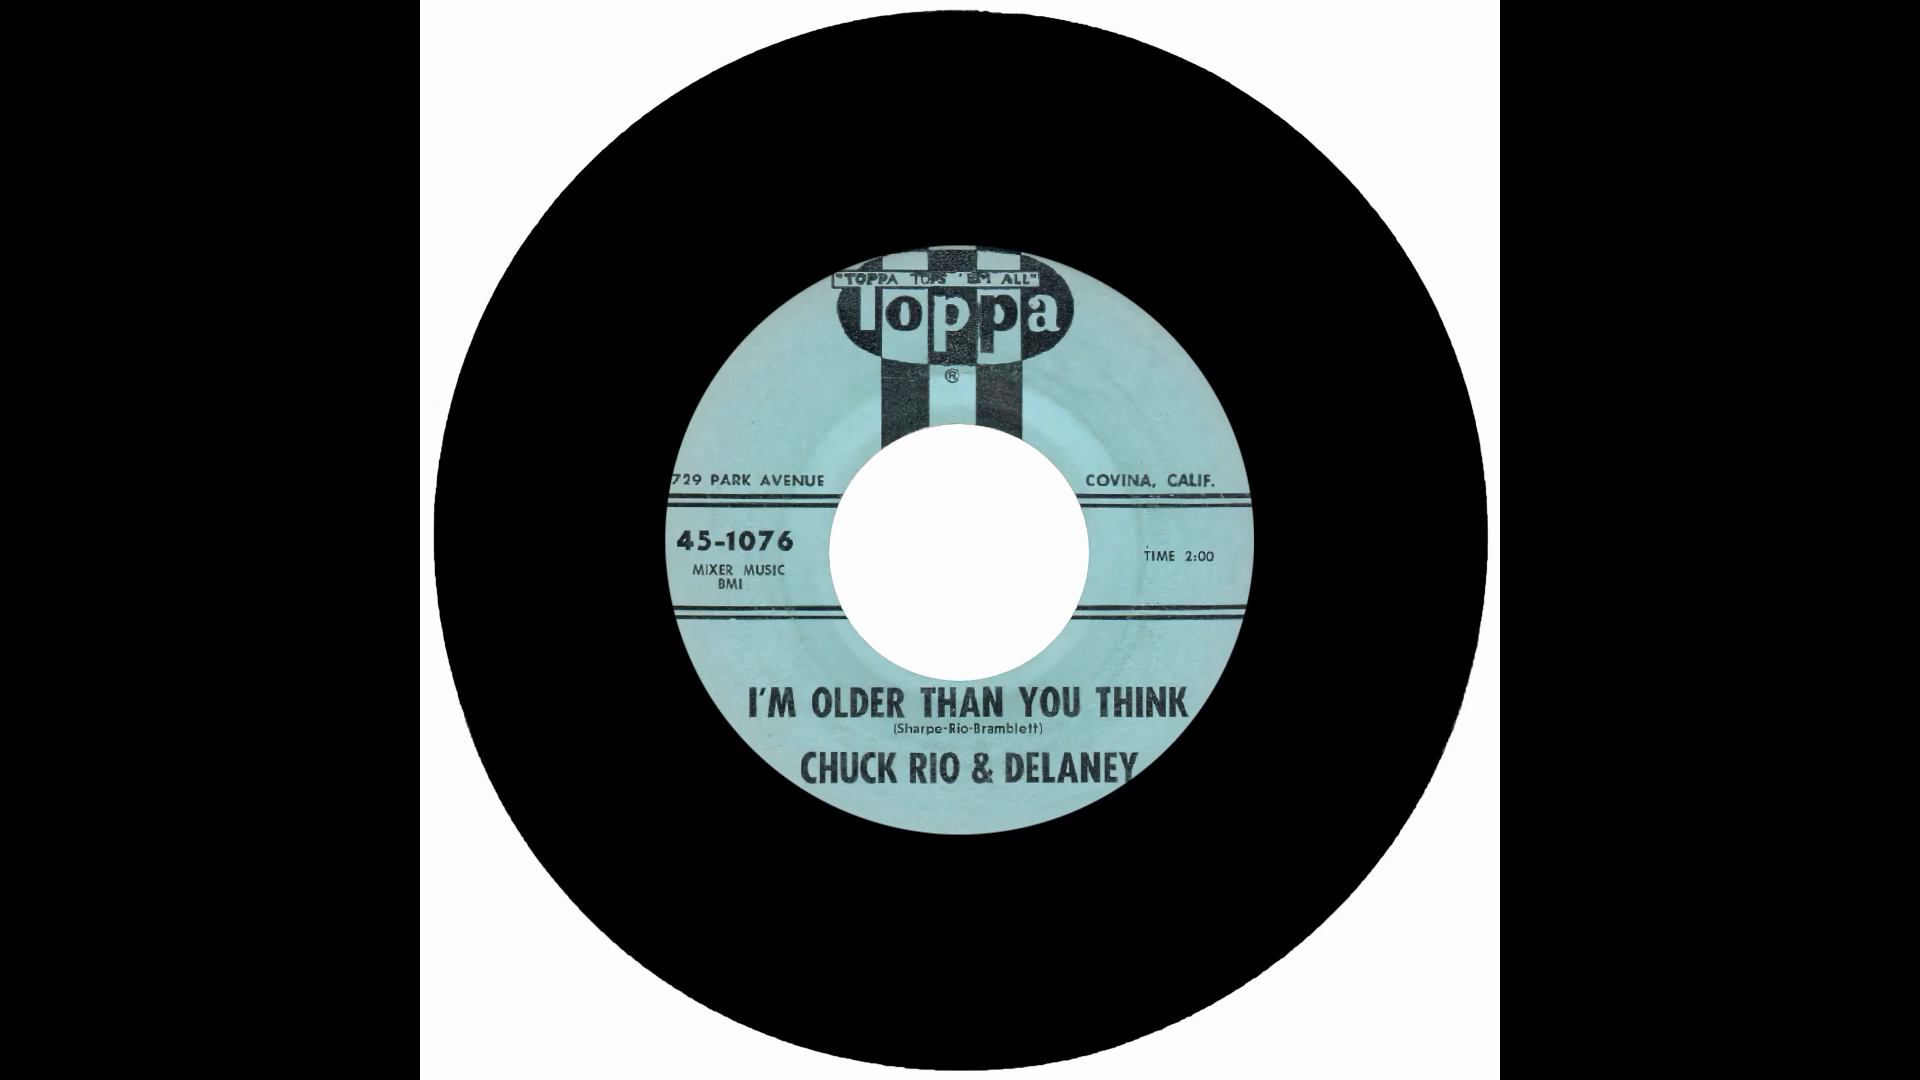 "TOPPA TOPS 'EM ALL"
Toppa
®
729 PARK AVENUE
COVINA, CALIF.
45-1076
MIXER MUSIC
BMI
TIME 2:00
I'M OLDER THAN YOU THINK
(Sharpe-Rio-Bramblett)
CHUCK RIO & DELANEY